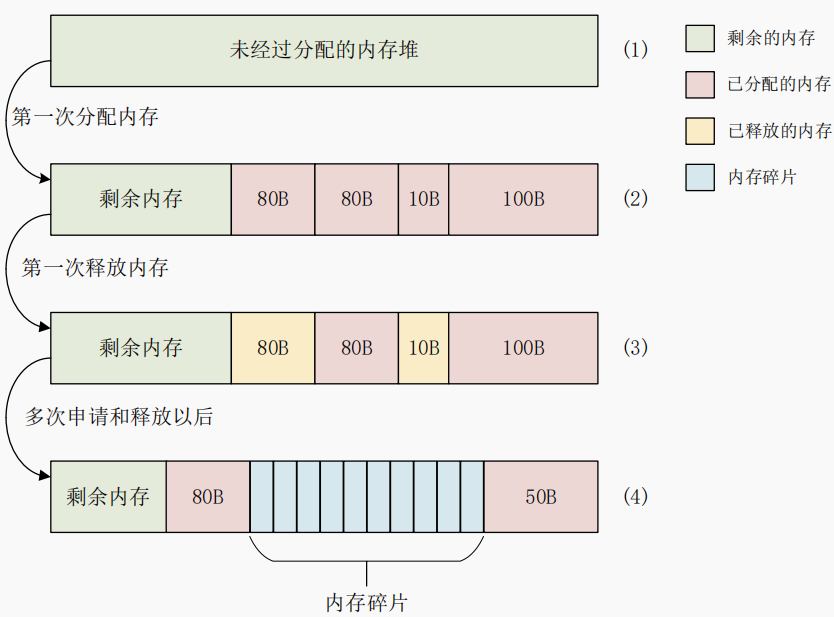 未经过分配的内存堆
(1)
剩余的内存
已分配的内存
已释放的内存
内存碎片
第一次分配内存
剩余内存 80B 80B 10B 100B (2)
第一次释放内存
剩余内存 80B 80B 10B 100B (3)
多次申请和释放以后
剩余内存 80B 50B (4)
内存碎片